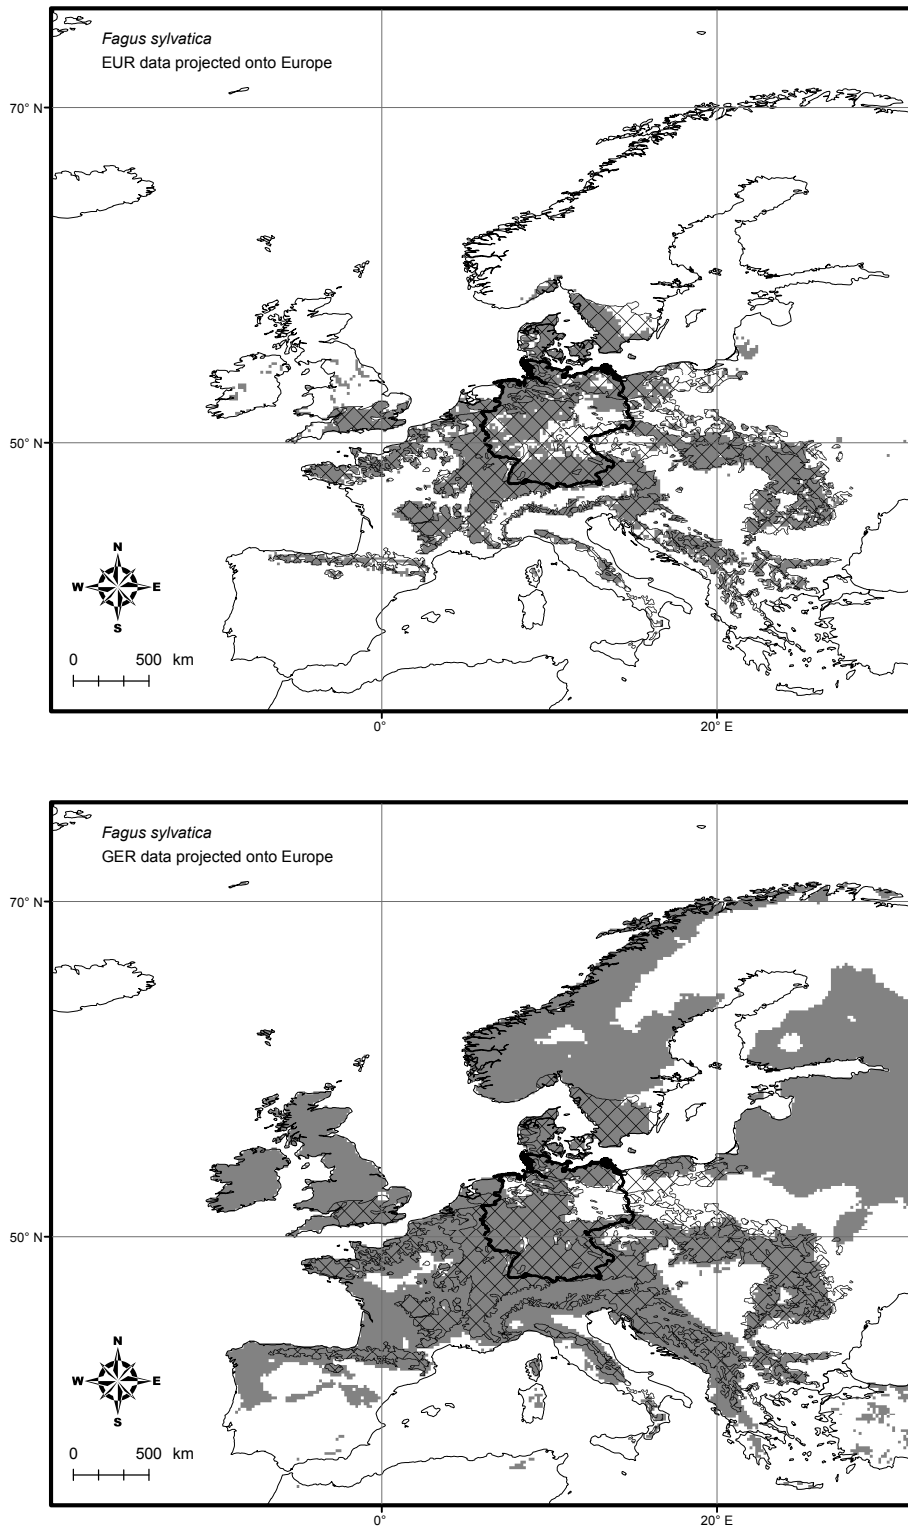 Fagus sylvatica
EUR data projected onto Europe
70° N
50° N
N
W E
S
0 500 km
0° 20° E
Fagus sylvatica
GER data projected onto Europe
70° N
50° N
N
W E
S
0 500 km
0° 20° E